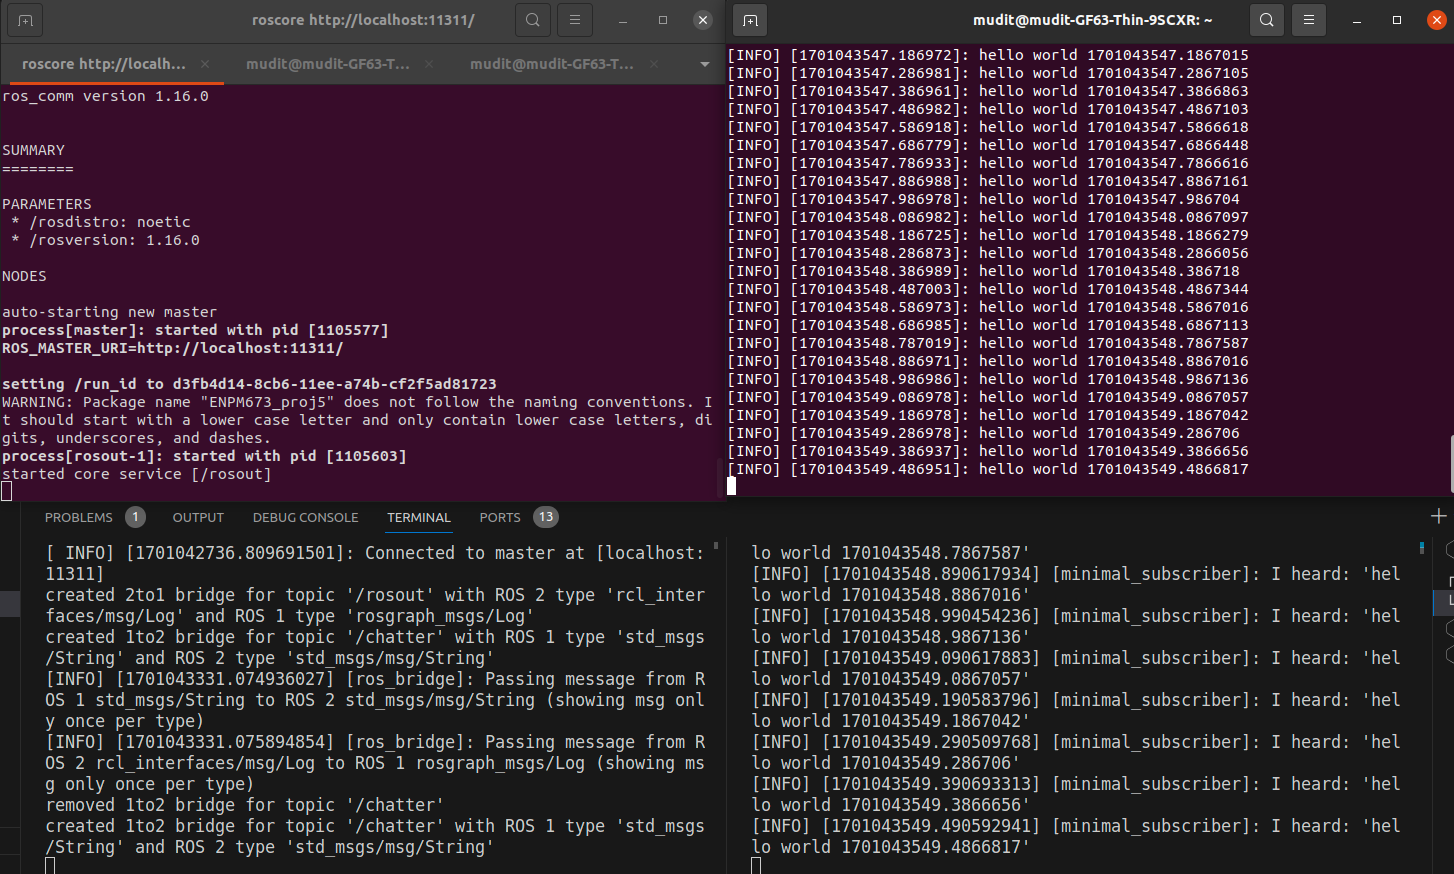 roscore http://localhost:11311/
roscore http://localh...
mudit@mudit-GF63-T...
mudit@mudit-GF63-T...
ros_comm version 1.16.0
SUMMARY
========
PARAMETERS
* /rosdistro: noetic
* /rosversion: 1.16.0
NODES
auto-starting new master
process[master]: started with pid [1105577]
ROS_MASTER_URI=http://localhost:11311/
setting /run_id to d3fb4d14-8cb6-11ee-a74b-cf2f5ad81723
WARNING: Package name "ENPM673_proj5" does not follow the naming conventions. I
t should start with a lower case letter and only contain lower case letters, di
gits, underscores, and dashes.
process[rosout-1]: started with pid [1105603]
started core service [/rosout]
mudit@mudit-GF63-Thin-9SCXR: ~
[INFO] [1701043547.186972]: hello world 1701043547.1867015
[INFO] [1701043547.286981]: hello world 1701043547.2867105
[INFO] [1701043547.386961]: hello world 1701043547.3866863
[INFO] [1701043547.486982]: hello world 1701043547.4867103
[INFO] [1701043547.586918]: hello world 1701043547.5866618
[INFO] [1701043547.686779]: hello world 1701043547.6866448
[INFO] [1701043547.786933]: hello world 1701043547.7866616
[INFO] [1701043547.886988]: hello world 1701043547.8867161
[INFO] [1701043547.986978]: hello world 1701043547.986704
[INFO] [1701043548.086982]: hello world 1701043548.0867097
[INFO] [1701043548.186725]: hello world 1701043548.1866279
[INFO] [1701043548.286873]: hello world 1701043548.2866056
[INFO] [1701043548.386989]: hello world 1701043548.386718
[INFO] [1701043548.487003]: hello world 1701043548.4867344
[INFO] [1701043548.586973]: hello world 1701043548.5867016
[INFO] [1701043548.686985]: hello world 1701043548.6867113
[INFO] [1701043548.787019]: hello world 1701043548.7867587
[INFO] [1701043548.886971]: hello world 1701043548.8867016
[INFO] [1701043548.986986]: hello world 1701043548.9867136
[INFO] [1701043549.086978]: hello world 1701043549.0867057
[INFO] [1701043549.186978]: hello world 1701043549.1867042
[INFO] [1701043549.286978]: hello world 1701043549.286706
[INFO] [1701043549.386937]: hello world 1701043549.3866656
[INFO] [1701043549.486951]: hello world 1701043549.4866817
PROBLEMS 1 OUTPUT DEBUG CONSOLE TERMINAL PORTS 13
[ INFO] [1701042736.809691501]: Connected to master at [localhost:
11311]
created 2to1 bridge for topic '/rosout' with ROS 2 type 'rcl_inter
faces/msg/Log' and ROS 1 type 'rosgraph_msgs/Log'
created 1to2 bridge for topic '/chatter' with ROS 1 type 'std_msgs
/String' and ROS 2 type 'std_msgs/msg/String'
[INFO] [1701043331.074936027] [ros_bridge]: Passing message from R
OS 1 std_msgs/String to ROS 2 std_msgs/msg/String (showing msg onl
y once per type)
[INFO] [1701043331.075894854] [ros_bridge]: Passing message from R
OS 2 rcl_interfaces/msg/Log to ROS 1 rosgraph_msgs/Log (showing ms
g only once per type)
removed 1to2 bridge for topic '/chatter'
created 1to2 bridge for topic '/chatter' with ROS 1 type 'std_msgs
/String' and ROS 2 type 'std_msgs/msg/String'
lo world 1701043548.7867587'
[INFO] [1701043548.890617934] [minimal_subscriber]: I heard: 'hel
lo world 1701043548.8867016'
[INFO] [1701043548.990454236] [minimal_subscriber]: I heard: 'hel
lo world 1701043548.9867136'
[INFO] [1701043549.090617883] [minimal_subscriber]: I heard: 'hel
lo world 1701043549.0867057'
[INFO] [1701043549.190583796] [minimal_subscriber]: I heard: 'hel
lo world 1701043549.1867042'
[INFO] [1701043549.290509768] [minimal_subscriber]: I heard: 'hel
lo world 1701043549.286706'
[INFO] [1701043549.390693313] [minimal_subscriber]: I heard: 'hel
lo world 1701043549.3866656'
[INFO] [1701043549.490592941] [minimal_subscriber]: I heard: 'hel
lo world 1701043549.4866817'